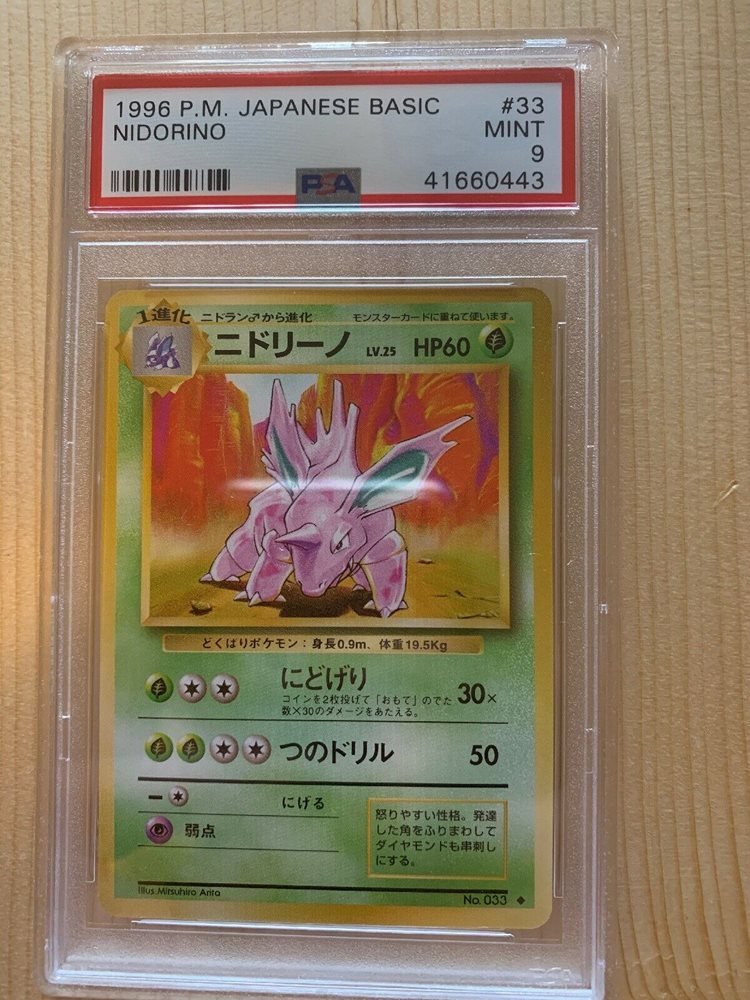 1996 P.M. JAPANESE BASIC #33
NIDORINO MINT
9
PSA 41660443
1進化 ニドラン♂から進化 モンスターカードに重ねて使います。
ニドリーノ LV.25 HP60
どくばりポケモン：身長0.9m、体重19.5Kg
にどげり 30×
コインを2枚投げて「おもて」のでた
数×30のダメージをあたえる。
つのドリル 50
にげる
弱点
怒りやすい性格。発達
した角をふりまわして
ダイヤモンドも串刺し
にする。
Illus. Mitsuhiro Arita
No. 033